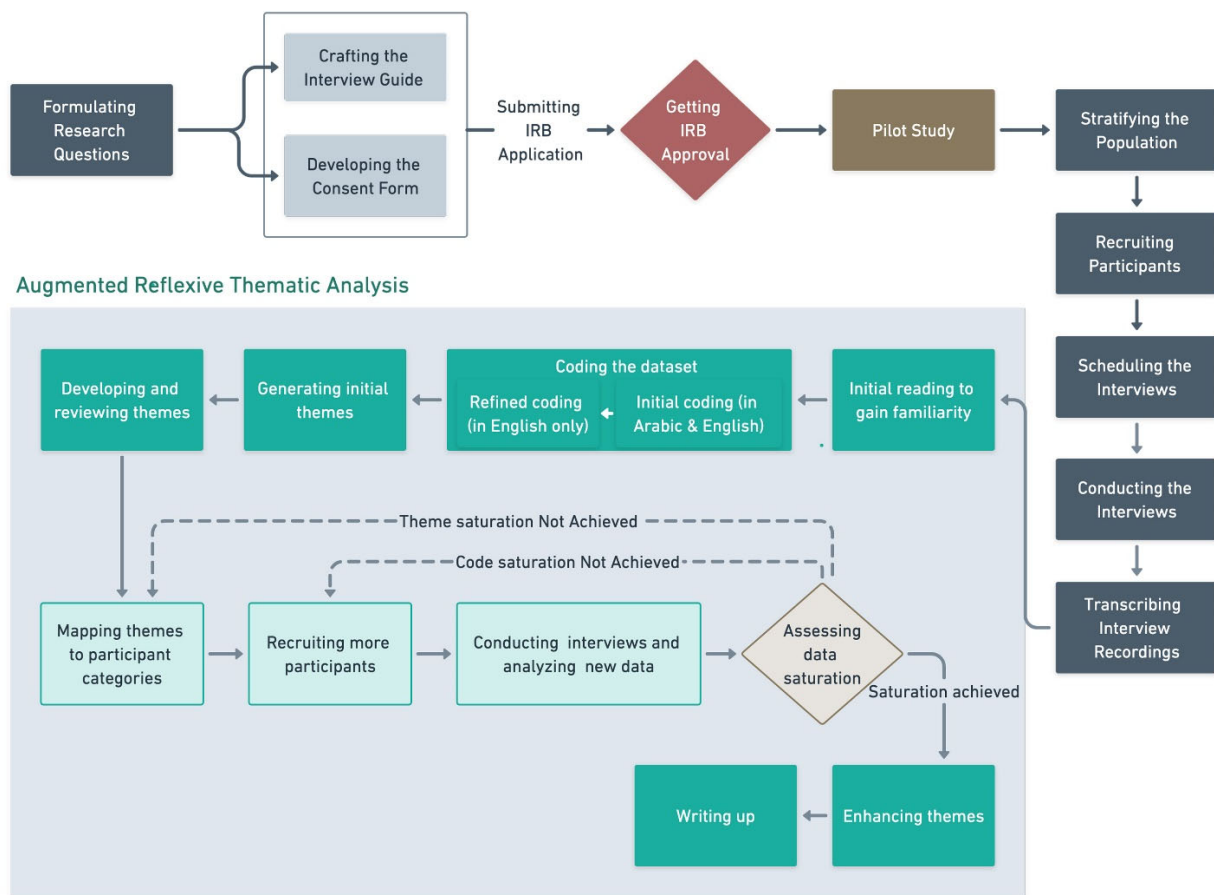 Crafting the
Interview Guide
Formulating
Research
Questions
Developing the
Consent Form
Submitting
IRB
Application
Getting
IRB
Approval
Pilot Study
Stratifying the
Population
Recruiting
Participants
Scheduling the
Interviews
Conducting the
Interviews
Transcribing
Interview
Recordings
Augmented Reflexive Thematic Analysis
Initial reading to
gain familiarity
Coding the dataset
Initial coding (in
Arabic & English)
Refined coding
(in English only)
Generating initial
themes
Developing and
reviewing themes
Theme saturation Not Achieved
Code saturation Not Achieved
Mapping themes
to participant
categories
Recruiting more
participants
Conducting interviews and
analyzing new data
Assessing
data
saturation
Saturation achieved
Enhancing themes
Writing up